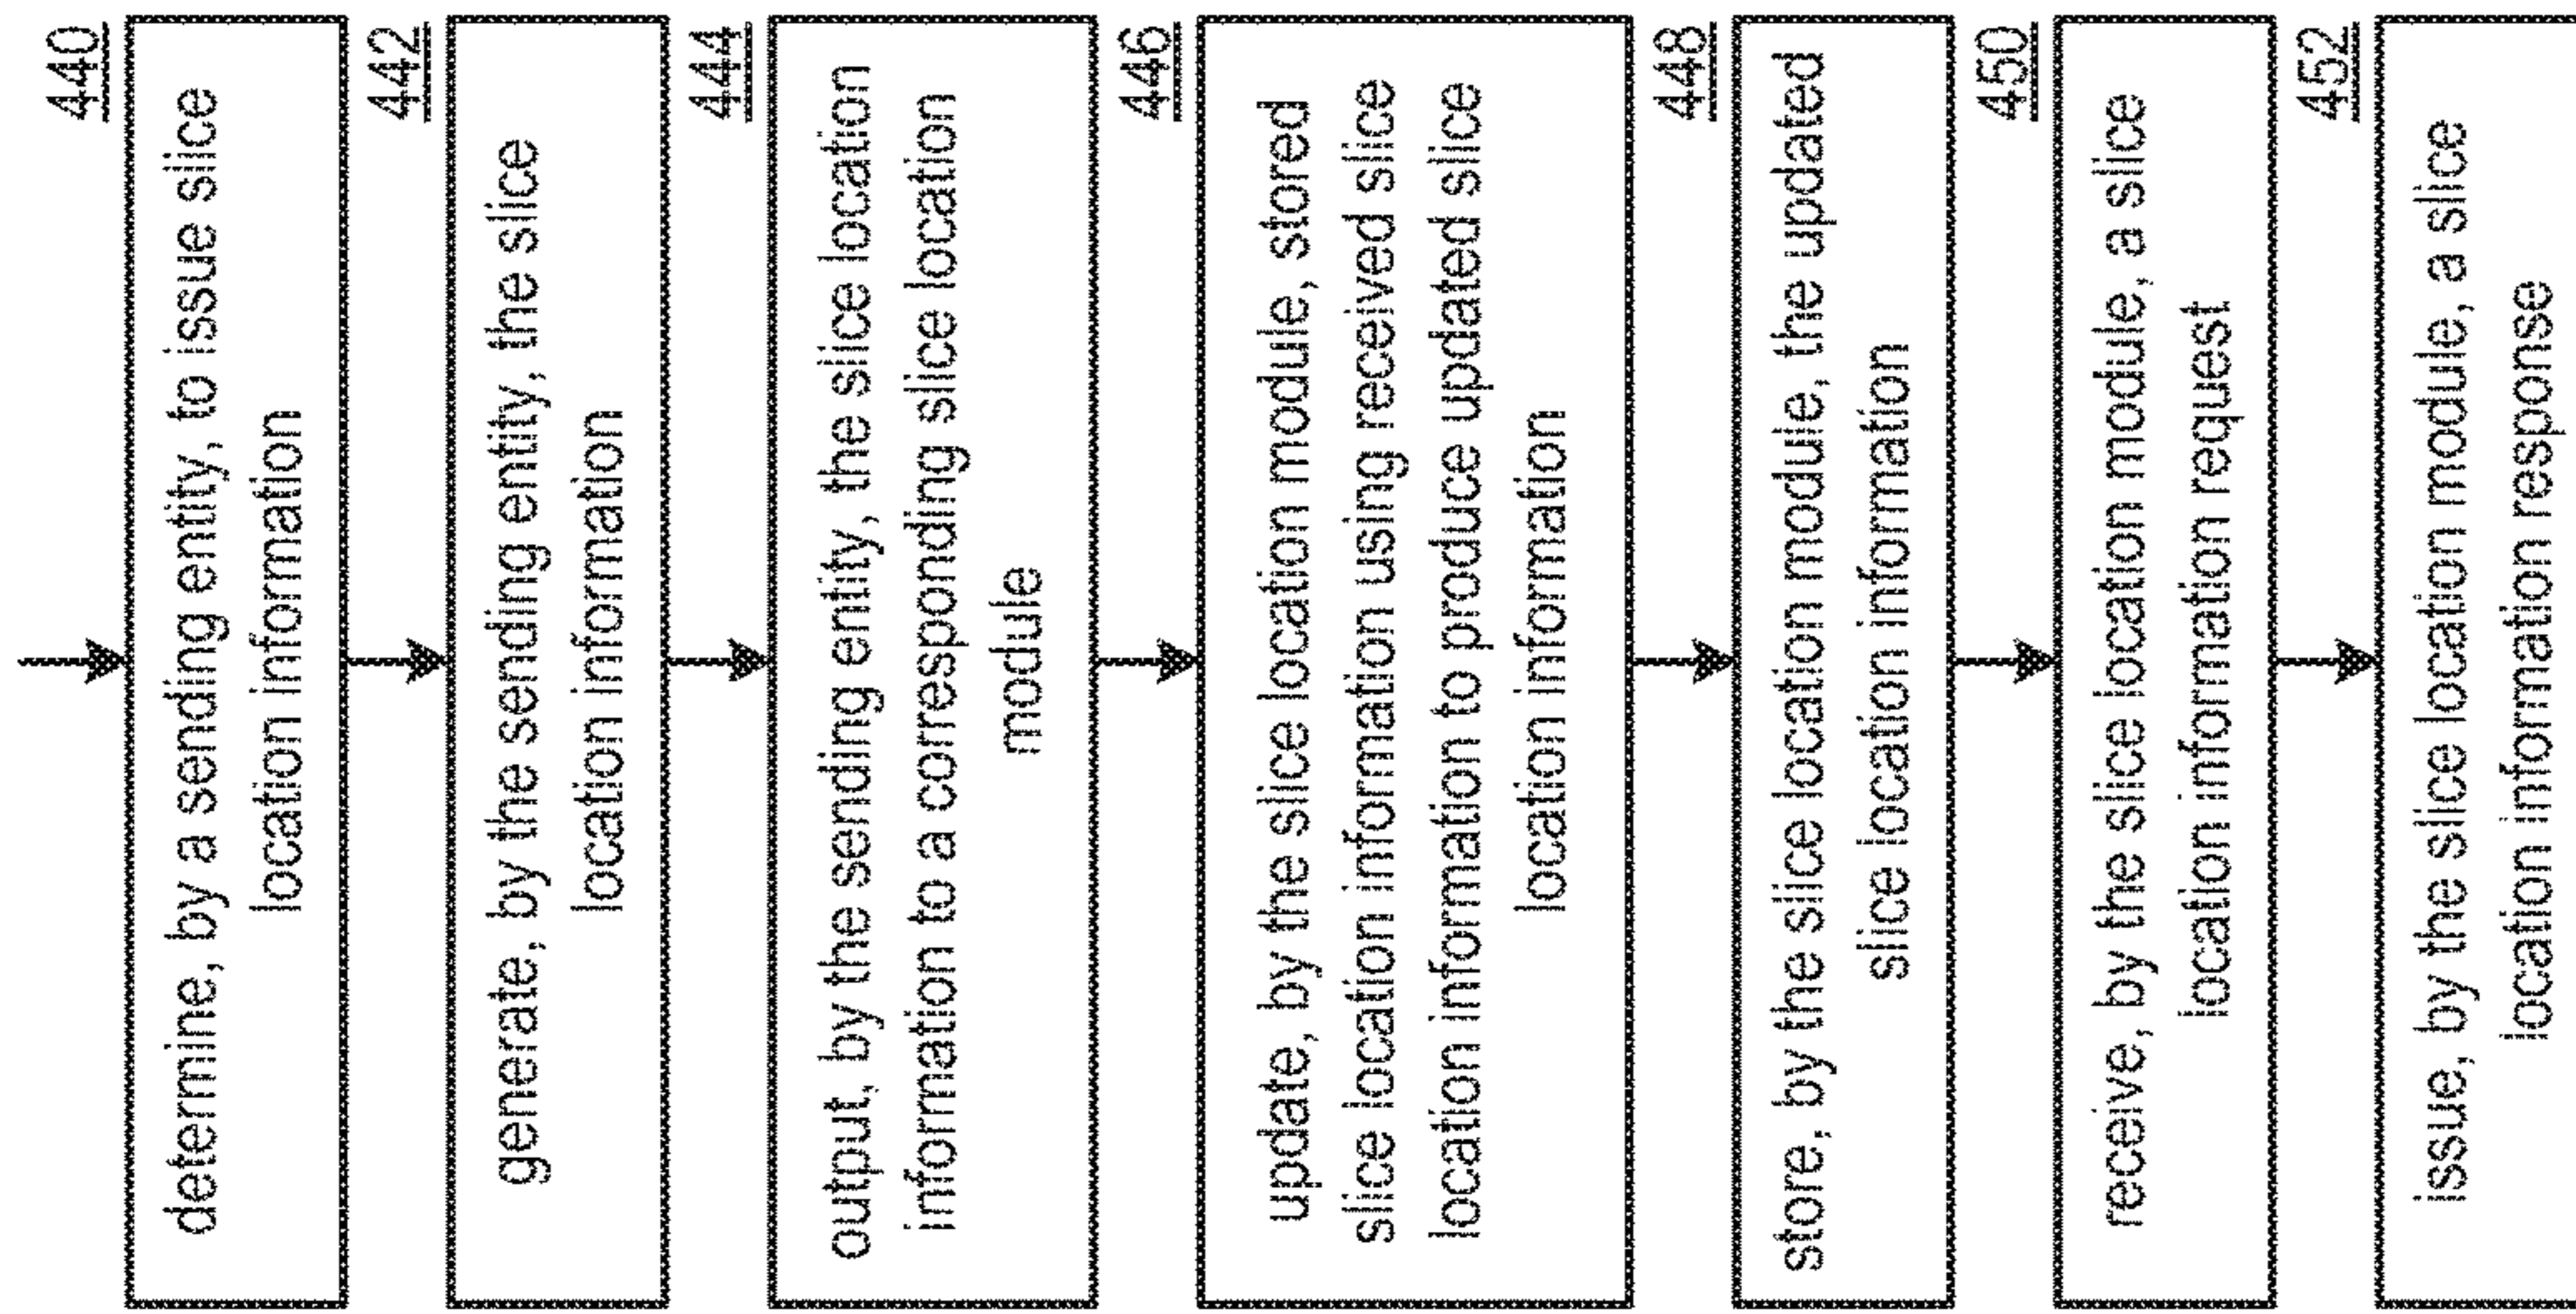 440
determine, by a sending entity, to issue slice
location information
442
generate, by the sending entity, the slice
location information
444
output, by the sending entity, the slice location
information to a corresponding slice location
module
446
update, by the slice location module, stored
slice location information using received slice
location information to produce updated slice
location information
448
store, by the slice location module, the updated
slice location information
450
receive, by the slice location module, a slice
location information request
452
issue, by the slice location module, a slice
location information response